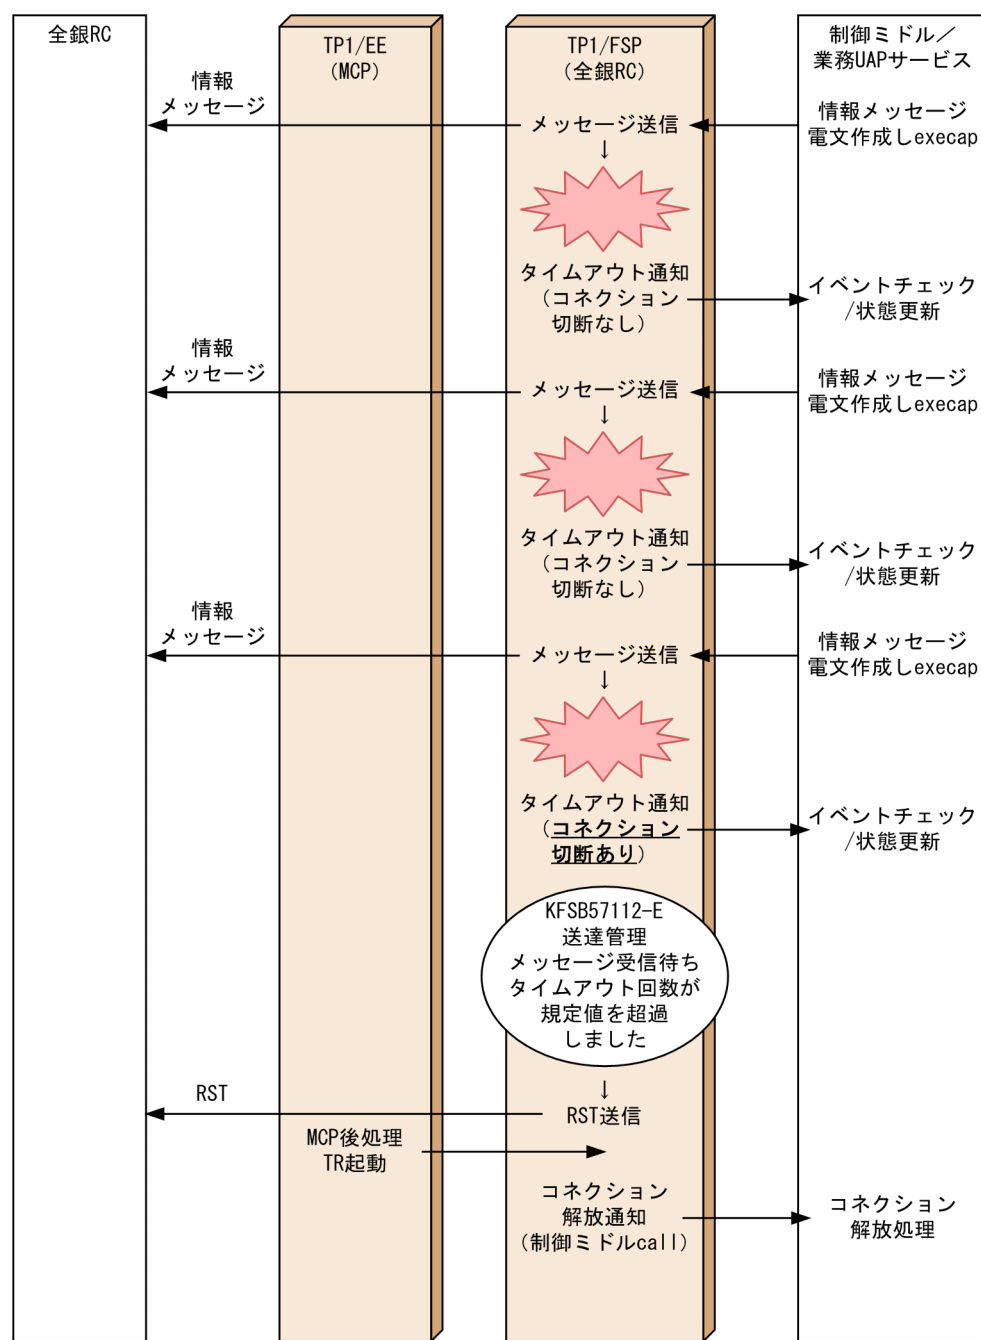 全銀RC
TP1/EE
（MCP）
TP1/FSP
（全銀RC）
制御ミドル／
業務UAPサービス
情報
メッセージ
メッセージ送信
↓
情報メッセージ
電文作成しexecap
タイムアウト通知
（コネクション
切断なし）
イベントチェック
/状態更新
情報
メッセージ
メッセージ送信
↓
情報メッセージ
電文作成しexecap
タイムアウト通知
（コネクション
切断なし）
イベントチェック
/状態更新
情報
メッセージ
メッセージ送信
↓
情報メッセージ
電文作成しexecap
タイムアウト通知
（コネクション
切断あり）
イベントチェック
/状態更新
KFSB57112-E
送達管理
メッセージ受信待ち
タイムアウト回数が
規定値を超過
しました
↓
RST
RST送信
MCP後処理
TR起動
コネクション
解放通知
（制御ミドルcall）
コネクション
解放処理